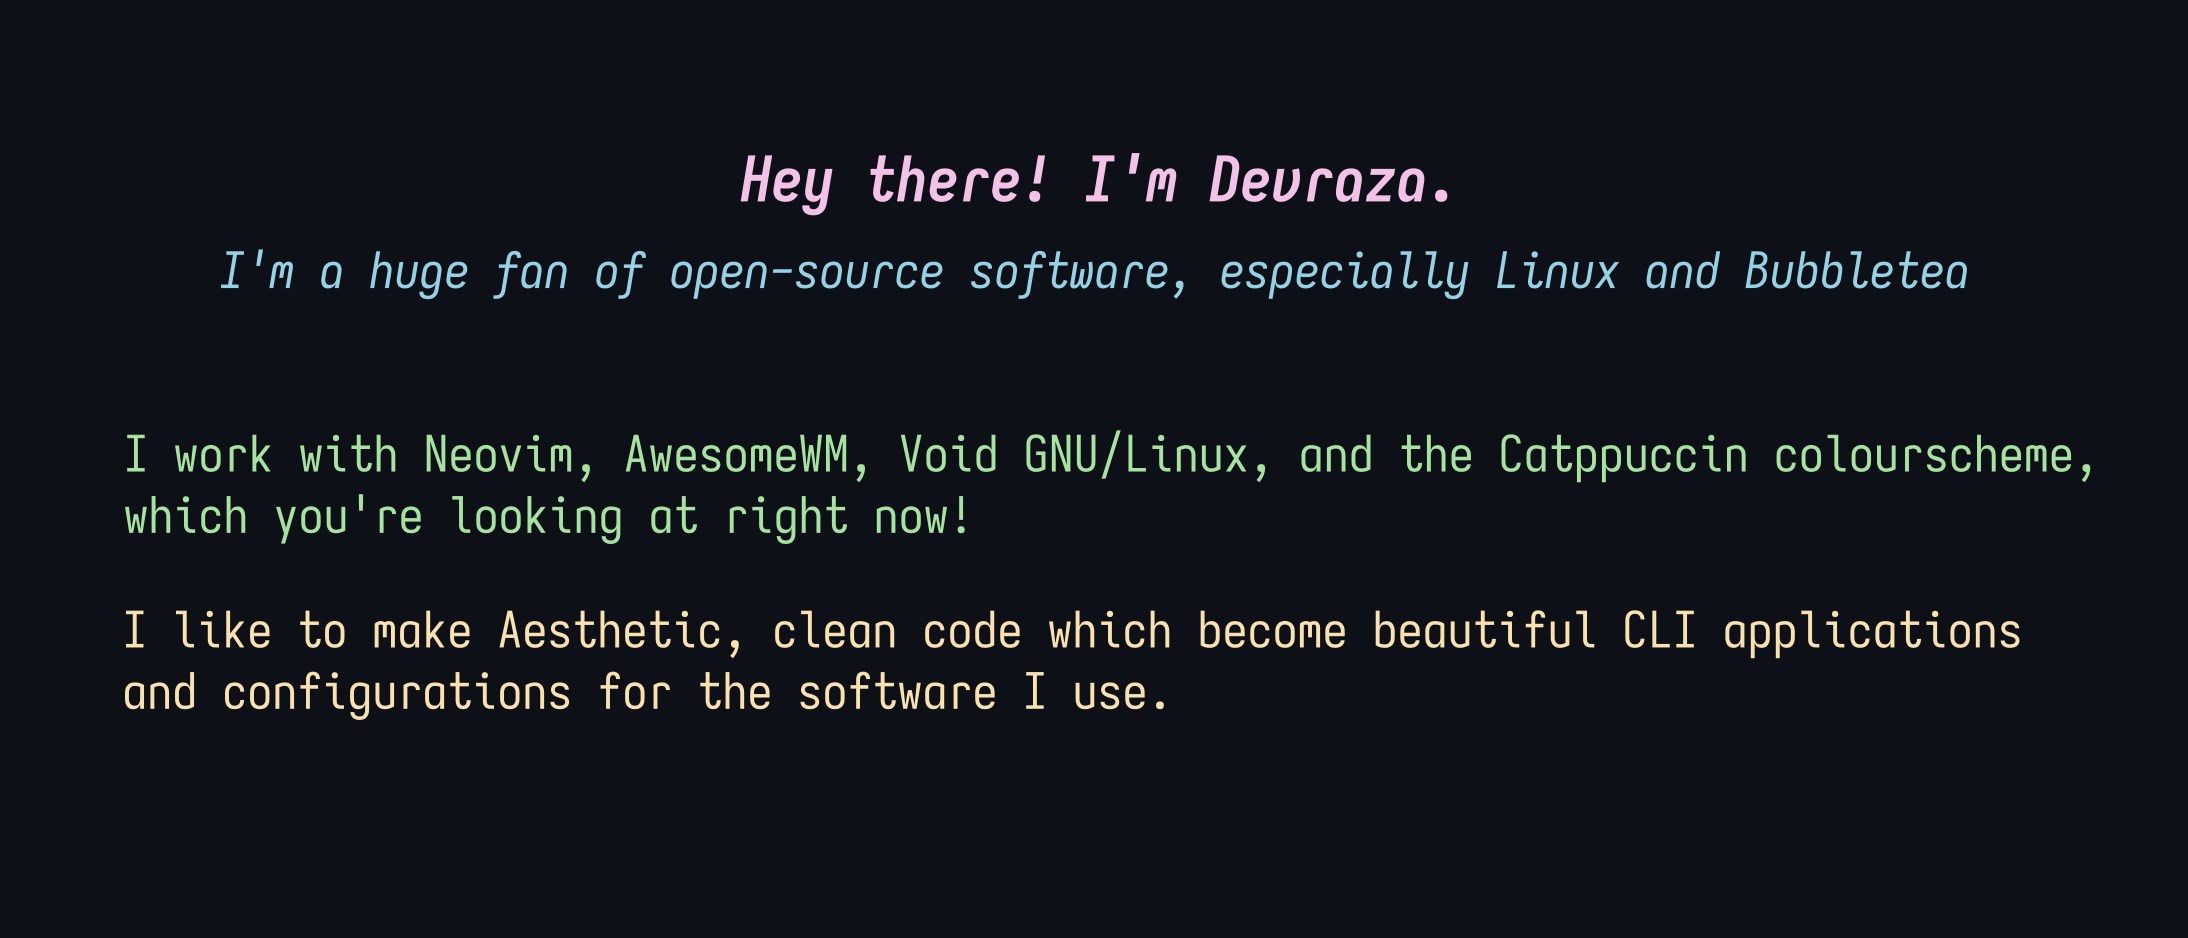 Hey there! I'm Devraza.
I'm a huge fan of open-source software, especially Linux and Bubbletea
I work with Neovim, AwesomeWM, Void GNU/Linux, and the Catppuccin colourscheme,
which you're looking at right now!
I like to make Aesthetic, clean code which become beautiful CLI applications
and configurations for the software I use.